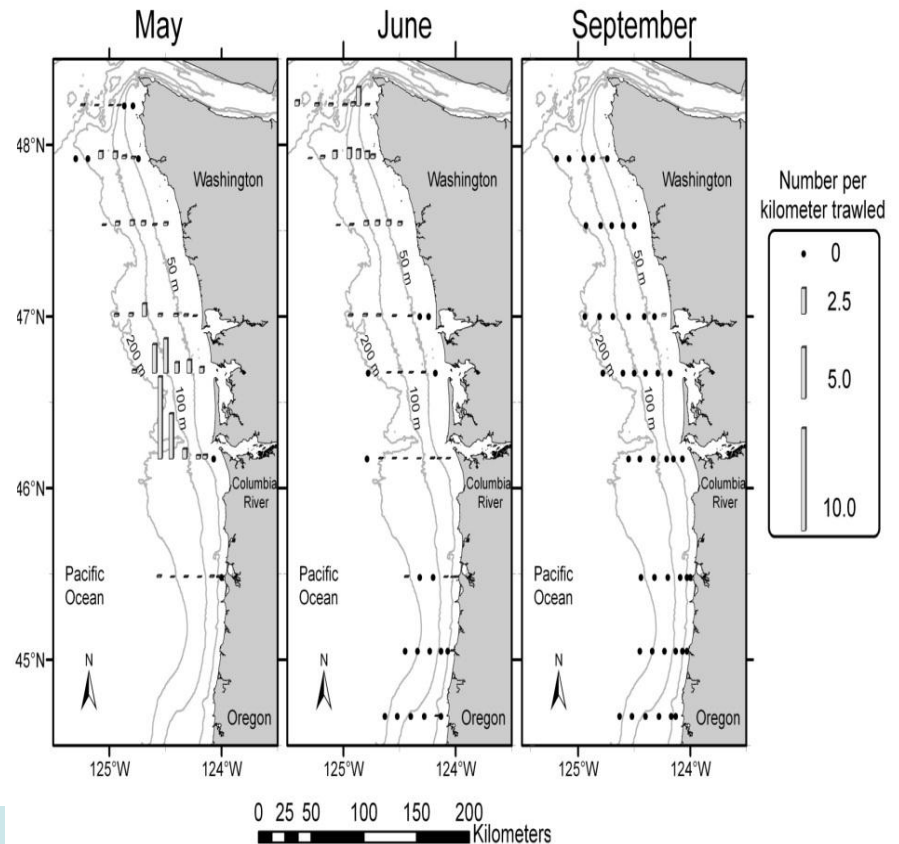 May
June
September
48°N
47°N
46°N
45°N
Washington
50 m
200 m
100 m
Columbia
River
Pacific
Ocean
N
Oregon
125°W
124°W
Washington
50 m
200 m
100 m
Columbia
River
Pacific
Ocean
N
Oregon
125°W
124°W
Washington
50 m
200 m
100 m
Columbia
River
Pacific
Ocean
N
Oregon
125°W
124°W
Number per
kilometer trawled
0
2.5
5.0
10.0
0 25 50 100 150 200
Kilometers